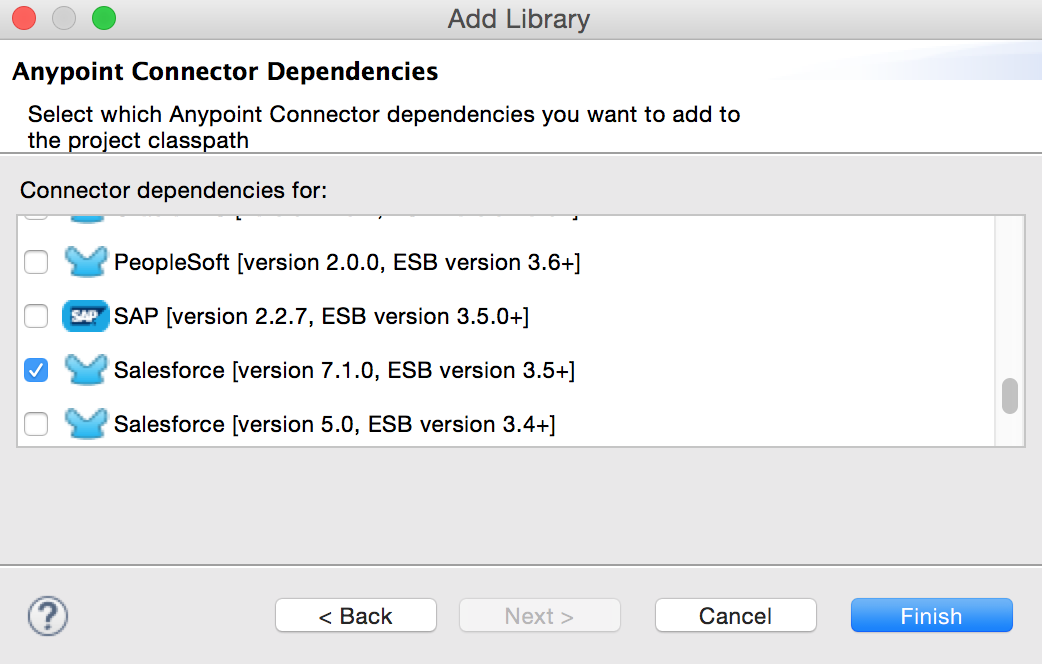 Add Library
Anypoint Connector Dependencies
Select which Anypoint Connector dependencies you want to add to
the project classpath
Connector dependencies for:
PeopleSoft [version 2.0.0, ESB version 3.6+]
SAP SAP [version 2.2.7, ESB version 3.5.0+]
Salesforce [version 7.1.0, ESB version 3.5+]
Salesforce [version 5.0, ESB version 3.4+]
? < Back Next > Cancel Finish